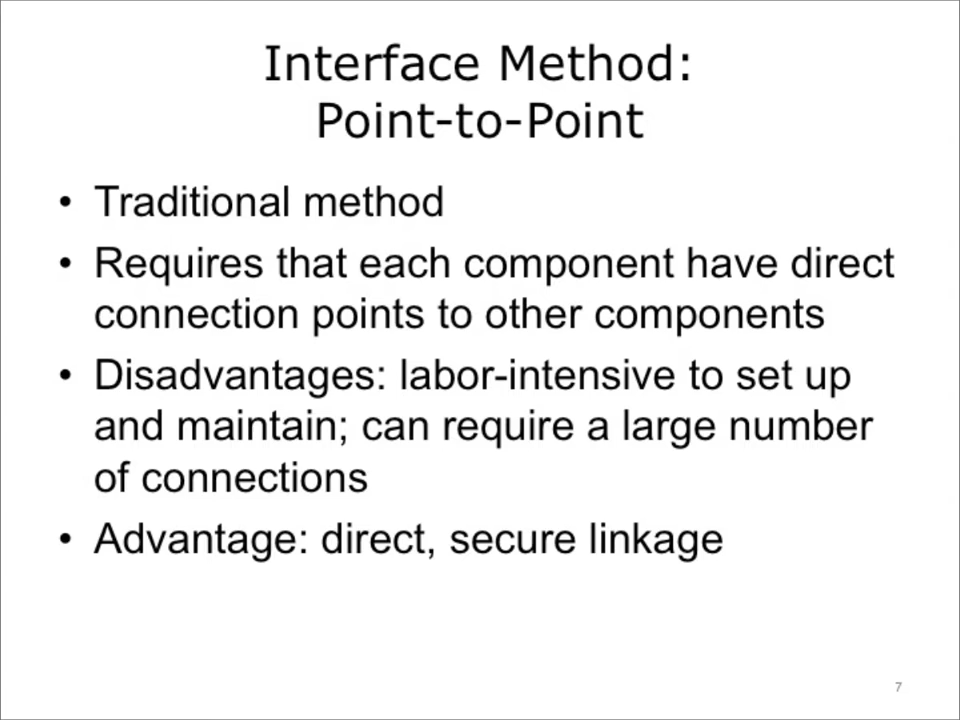 Interface Method:
Point-to-Point
• Traditional method
• Requires that each component have direct
connection points to other components
• Disadvantages: labor-intensive to set up
and maintain; can require a large number
of connections
• Advantage: direct, secure linkage
7